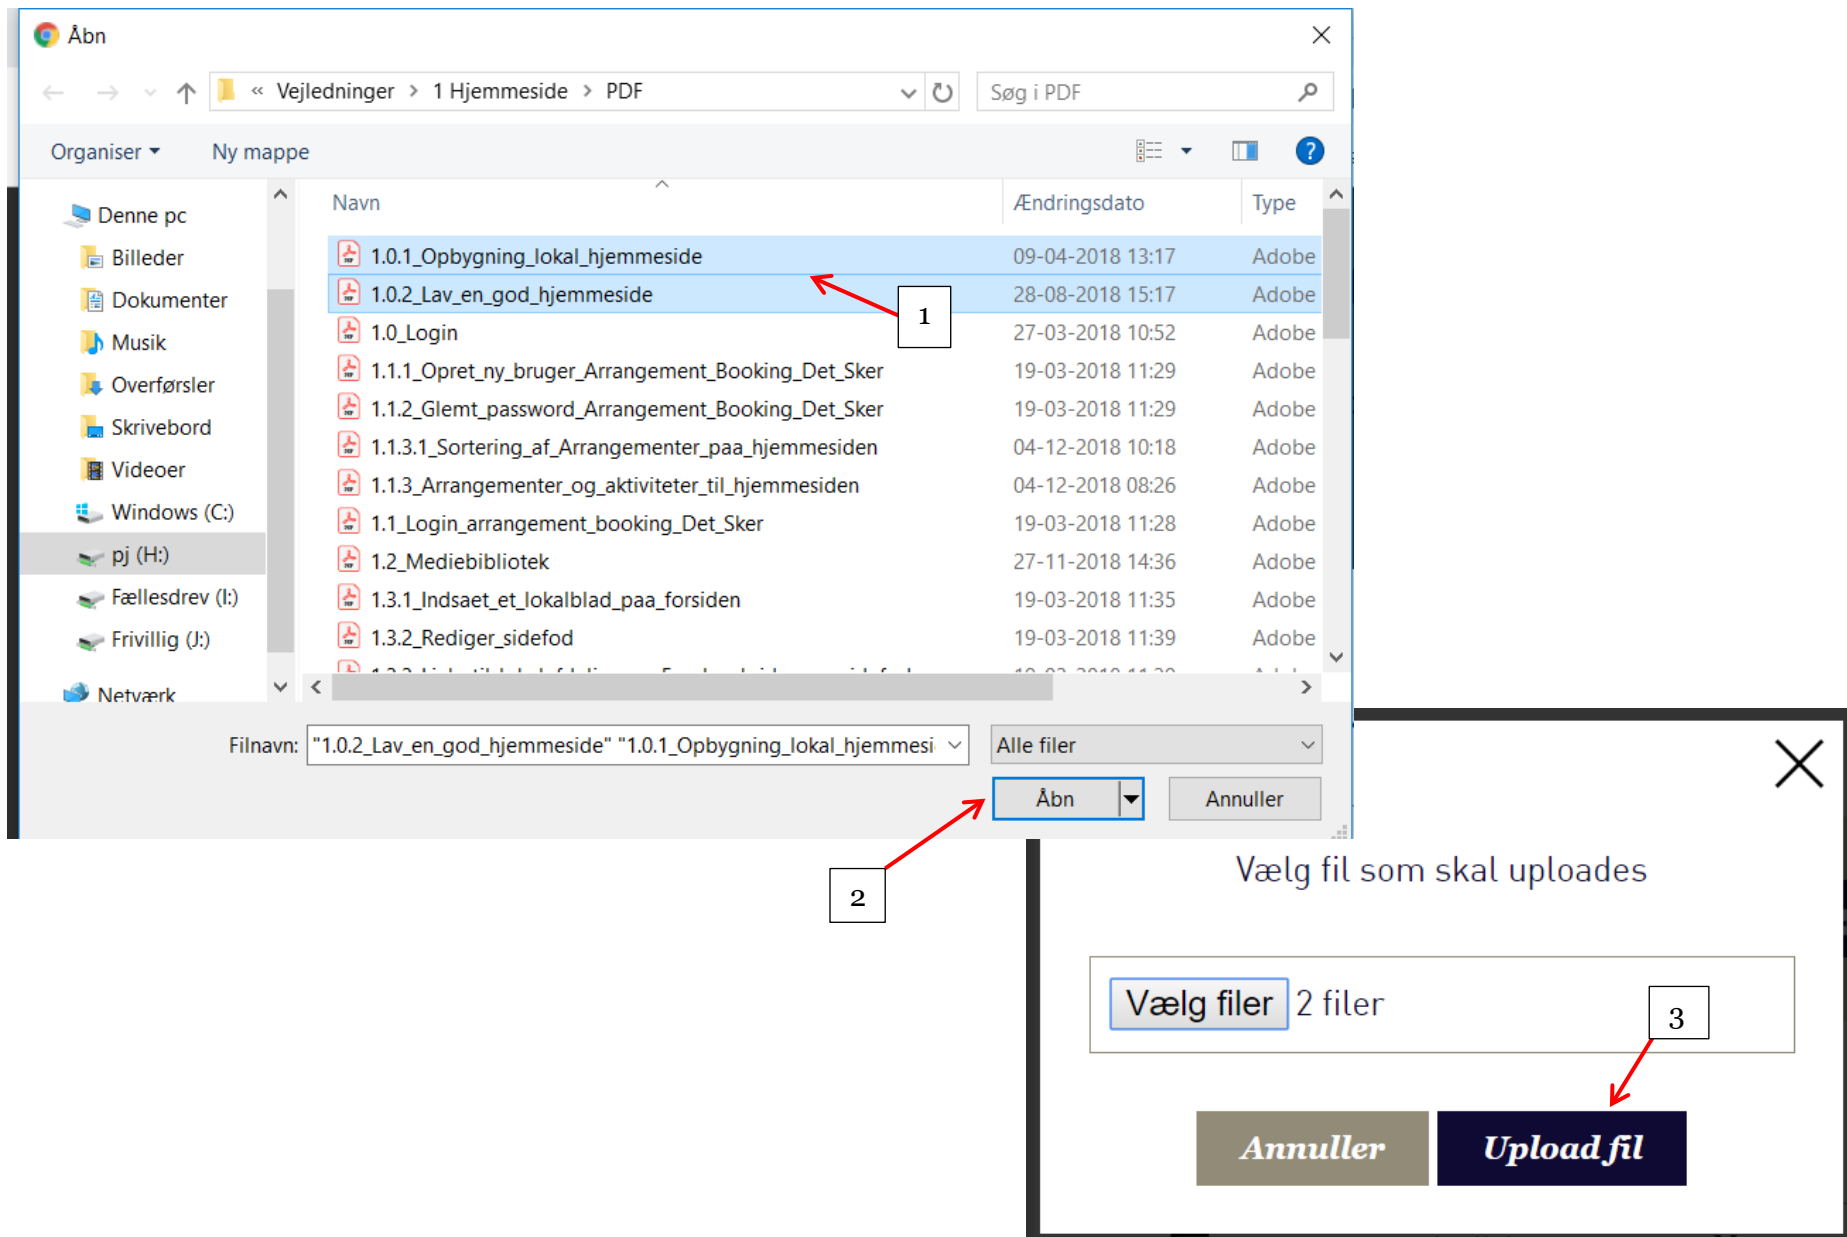 Åbn
« Vejledninger > 1 Hjemmeside > PDF
Søg i PDF
Organiser
Ny mappe
Navn
Ændringsdato
Type
Denne pc
Billeder
Dokumenter
Musik
Overførsler
Skrivebord
Videoer
Windows (C:)
pj (H:)
Fællesdrev (I:)
Frivillig (J:)
Netværk
1.0.1_Opbygning_lokal_hjemmeside 09-04-2018 13:17 Adobe
1.0.2_Lav_en_god_hjemmeside 28-08-2018 15:17 Adobe
1.0_Login 27-03-2018 10:52 Adobe
1.1.1_Opret_ny_bruger_Arrangement_Booking_Det_Sker 19-03-2018 11:29 Adobe
1.1.2_Glemt_password_Arrangement_Booking_Det_Sker 19-03-2018 11:29 Adobe
1.1.3.1_Sortering_af_Arrangementer_paa_hjemmesiden 04-12-2018 10:18 Adobe
1.1.3_Arrangementer_og_aktiviteter_til_hjemmesiden 04-12-2018 08:26 Adobe
1.1_Login_arrangement_booking_Det_Sker 19-03-2018 11:28 Adobe
1.2_Mediebibliotek 27-11-2018 14:36 Adobe
1.3.1_Indsaet_et_lokalblad_paa_forsiden 19-03-2018 11:35 Adobe
1.3.2_Rediger_sidefod 19-03-2018 11:39 Adobe
1
Filnavn:
"1.0.2_Lav_en_god_hjemmeside" "1.0.1_Opbygning_lokal_hjemmesi
Alle filer
Åbn
Annuller
2
Vælg fil som skal uploades
Vælg filer 2 filer
3
Annuller
Upload fil